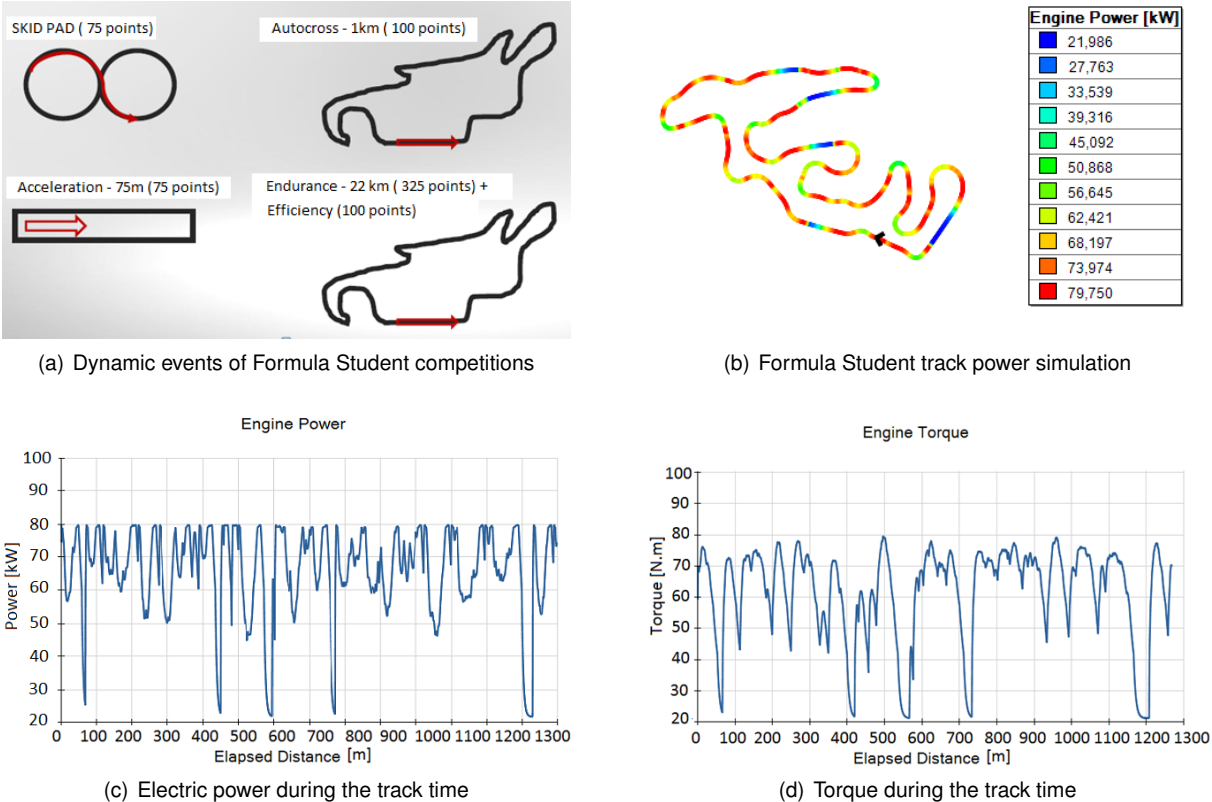 SKID PAD ( 75 points)
Autocross - 1km ( 100 points)
Acceleration - 75m (75 points)
Endurance - 22 km ( 325 points) +
Efficiency (100 points)
(a) Dynamic events of Formula Student competitions
Engine Power [kW]
21,986
27,763
33,539
39,316
45,092
50,868
56,645
62,421
68,197
73,974
79,750
(b) Formula Student track power simulation
Engine Power
Power [kW]
100
90
80
70
60
50
40
30
20
0 100 200 300 400 500 600 700 800 900 1000 1100 1200 1300
Elapsed Distance [m]
(c) Electric power during the track time
Engine Torque
Torque [N.m]
100
90
80
70
60
50
40
30
20
0 100 200 300 400 500 600 700 800 900 1000 1100 1200 1300
Elapsed Distance [m]
(d) Torque during the track time